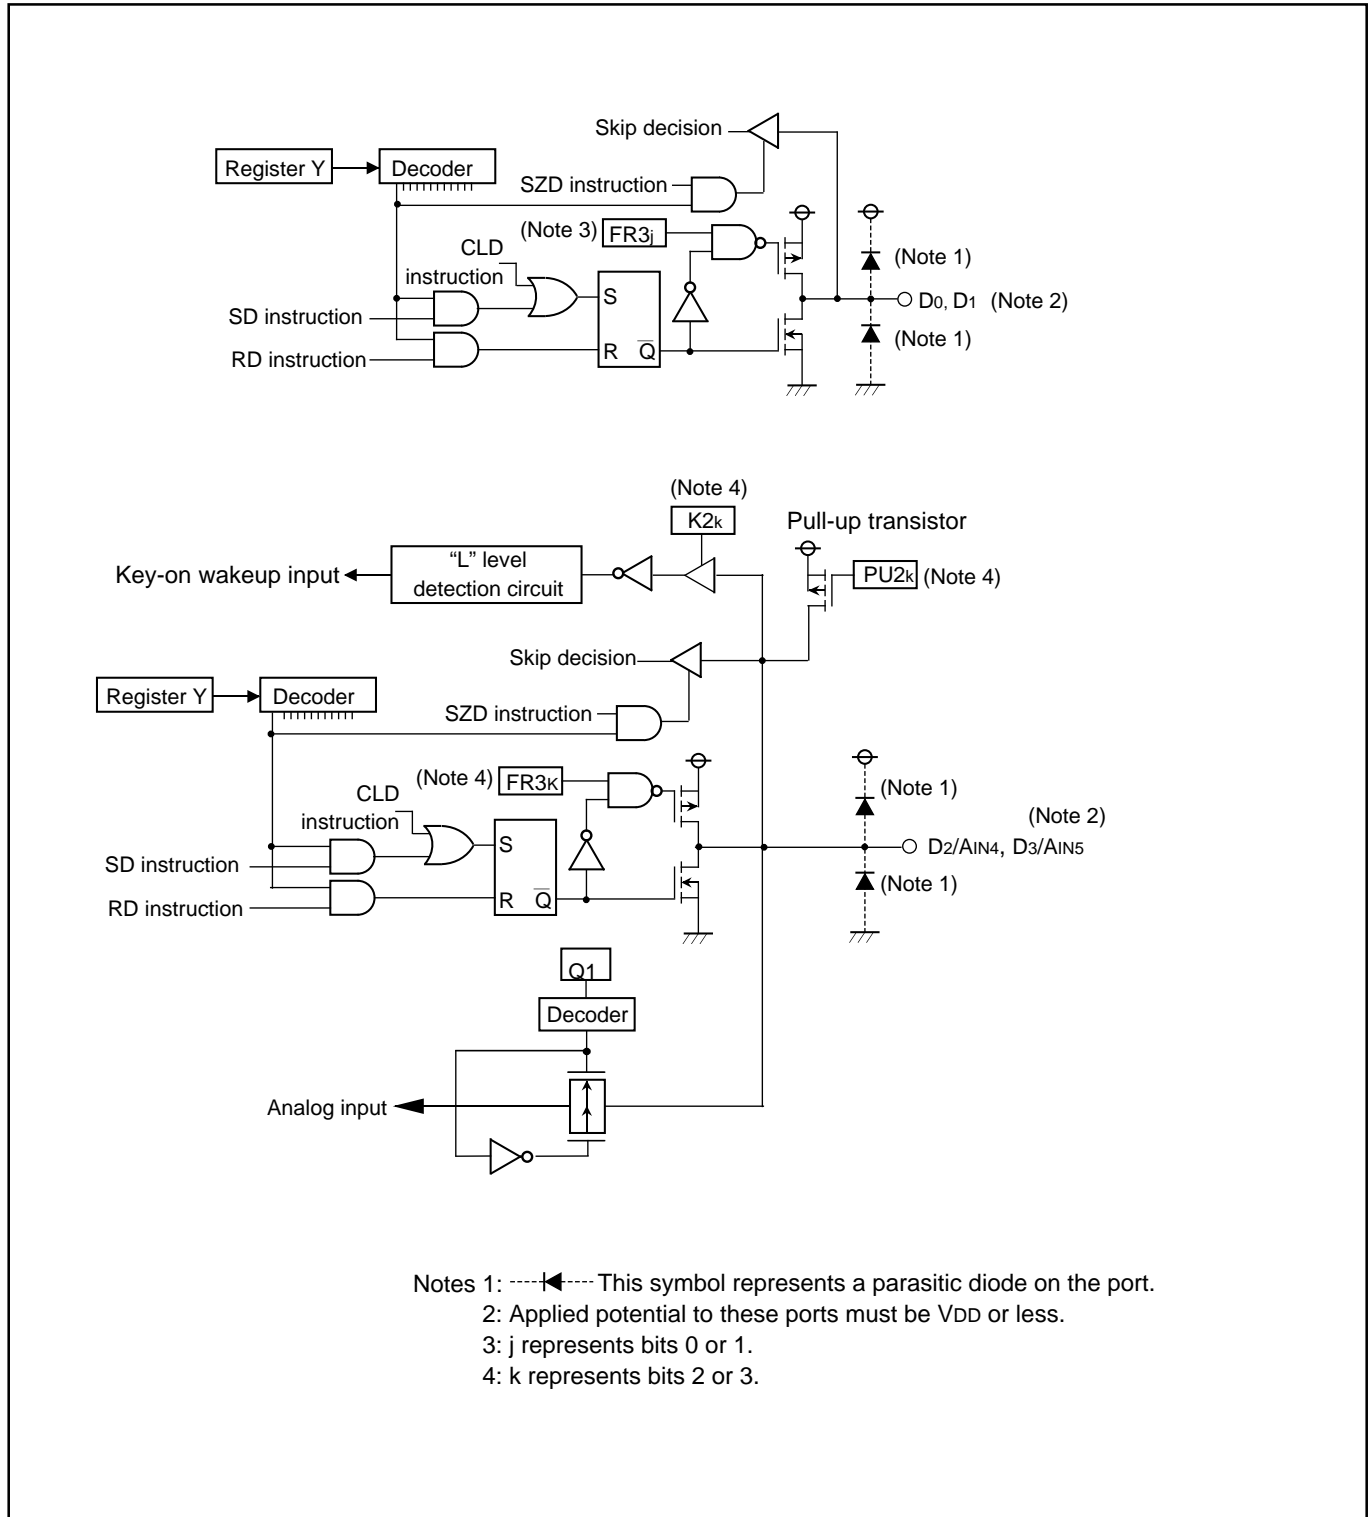 Skip decision
Register Y
Decoder
SZD instruction
(Note 3)
FR3j
CLD
instruction
(Note 1)
S
D0, D1 (Note 2)
SD instruction
(Note 1)
R
Q
RD instruction
(Note 4)
K2k
Pull-up transistor
“L” level
detection circuit
Key-on wakeup input
PU2k
(Note 4)
Skip decision
Register Y
Decoder
SZD instruction
(Note 4)
FR3K
CLD
instruction
(Note 1)
(Note 2)
S
D2/AIN4, D3/AIN5
SD instruction
(Note 1)
R
Q
RD instruction
Q1
Decoder
Analog input
Notes 1: This symbol represents a parasitic diode on the port.
2: Applied potential to these ports must be VDD or less.
3: j represents bits 0 or 1.
4: k represents bits 2 or 3.